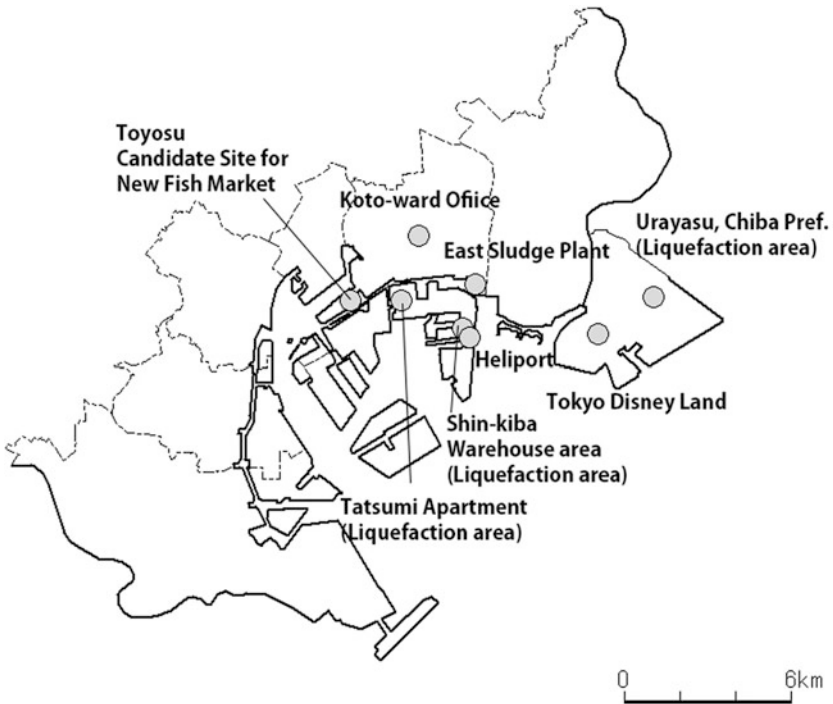 Toyosu
Candidate Site for
New Fish Market
Koto-ward Ofiice
East Sludge Plant
Urayasu, Chiba Pref.
(Liquefaction area)
Heliport
Tokyo Disney Land
Shin-kiba
Warehouse area
(Liquefaction area)
Tatsumi Apartment
(Liquefaction area)
0 6km